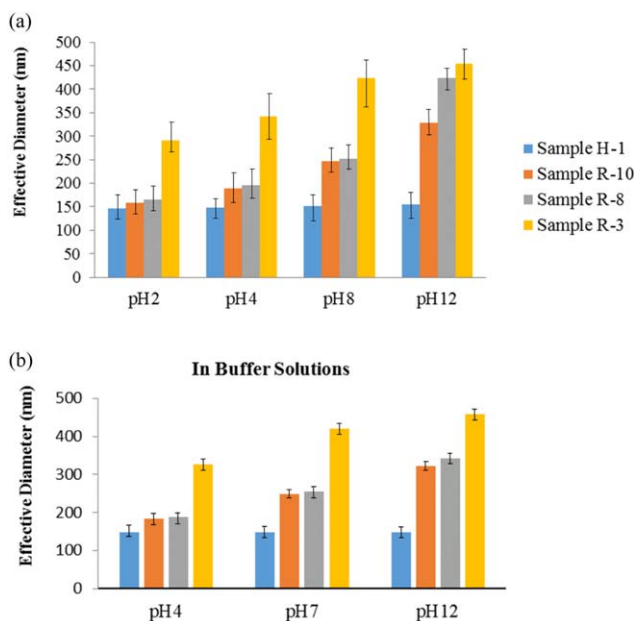 (a)
Effective Diameter (nm)
500
450
400
350
300
250
200
150
100
50
0
pH2 pH4 pH8 pH12
Sample H-1
Sample R-10
Sample R-8
Sample R-3
(b)
In Buffer Solutions
Effective Diameter (nm)
500
400
300
200
100
0
pH4 pH7 pH12